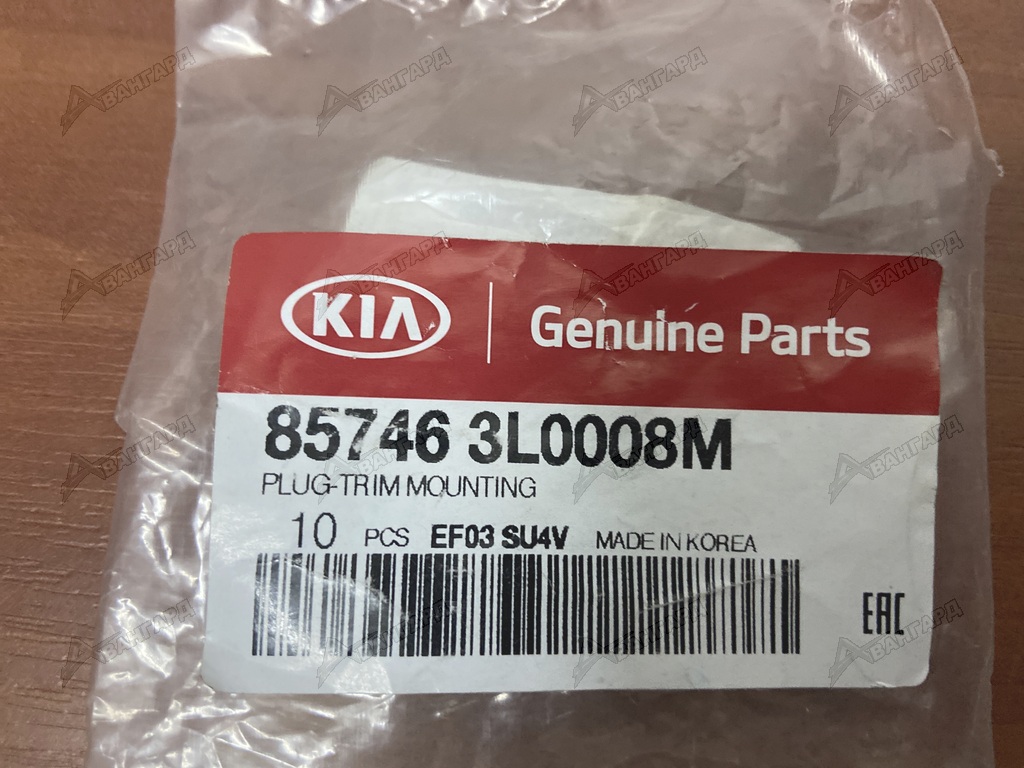 KIA
Genuine Parts
85746 3L0008M
PLUG-TRIM MOUNTING
10 PCS EF03 SU4V MADE IN KOREA
EAC
АВАНГАРД